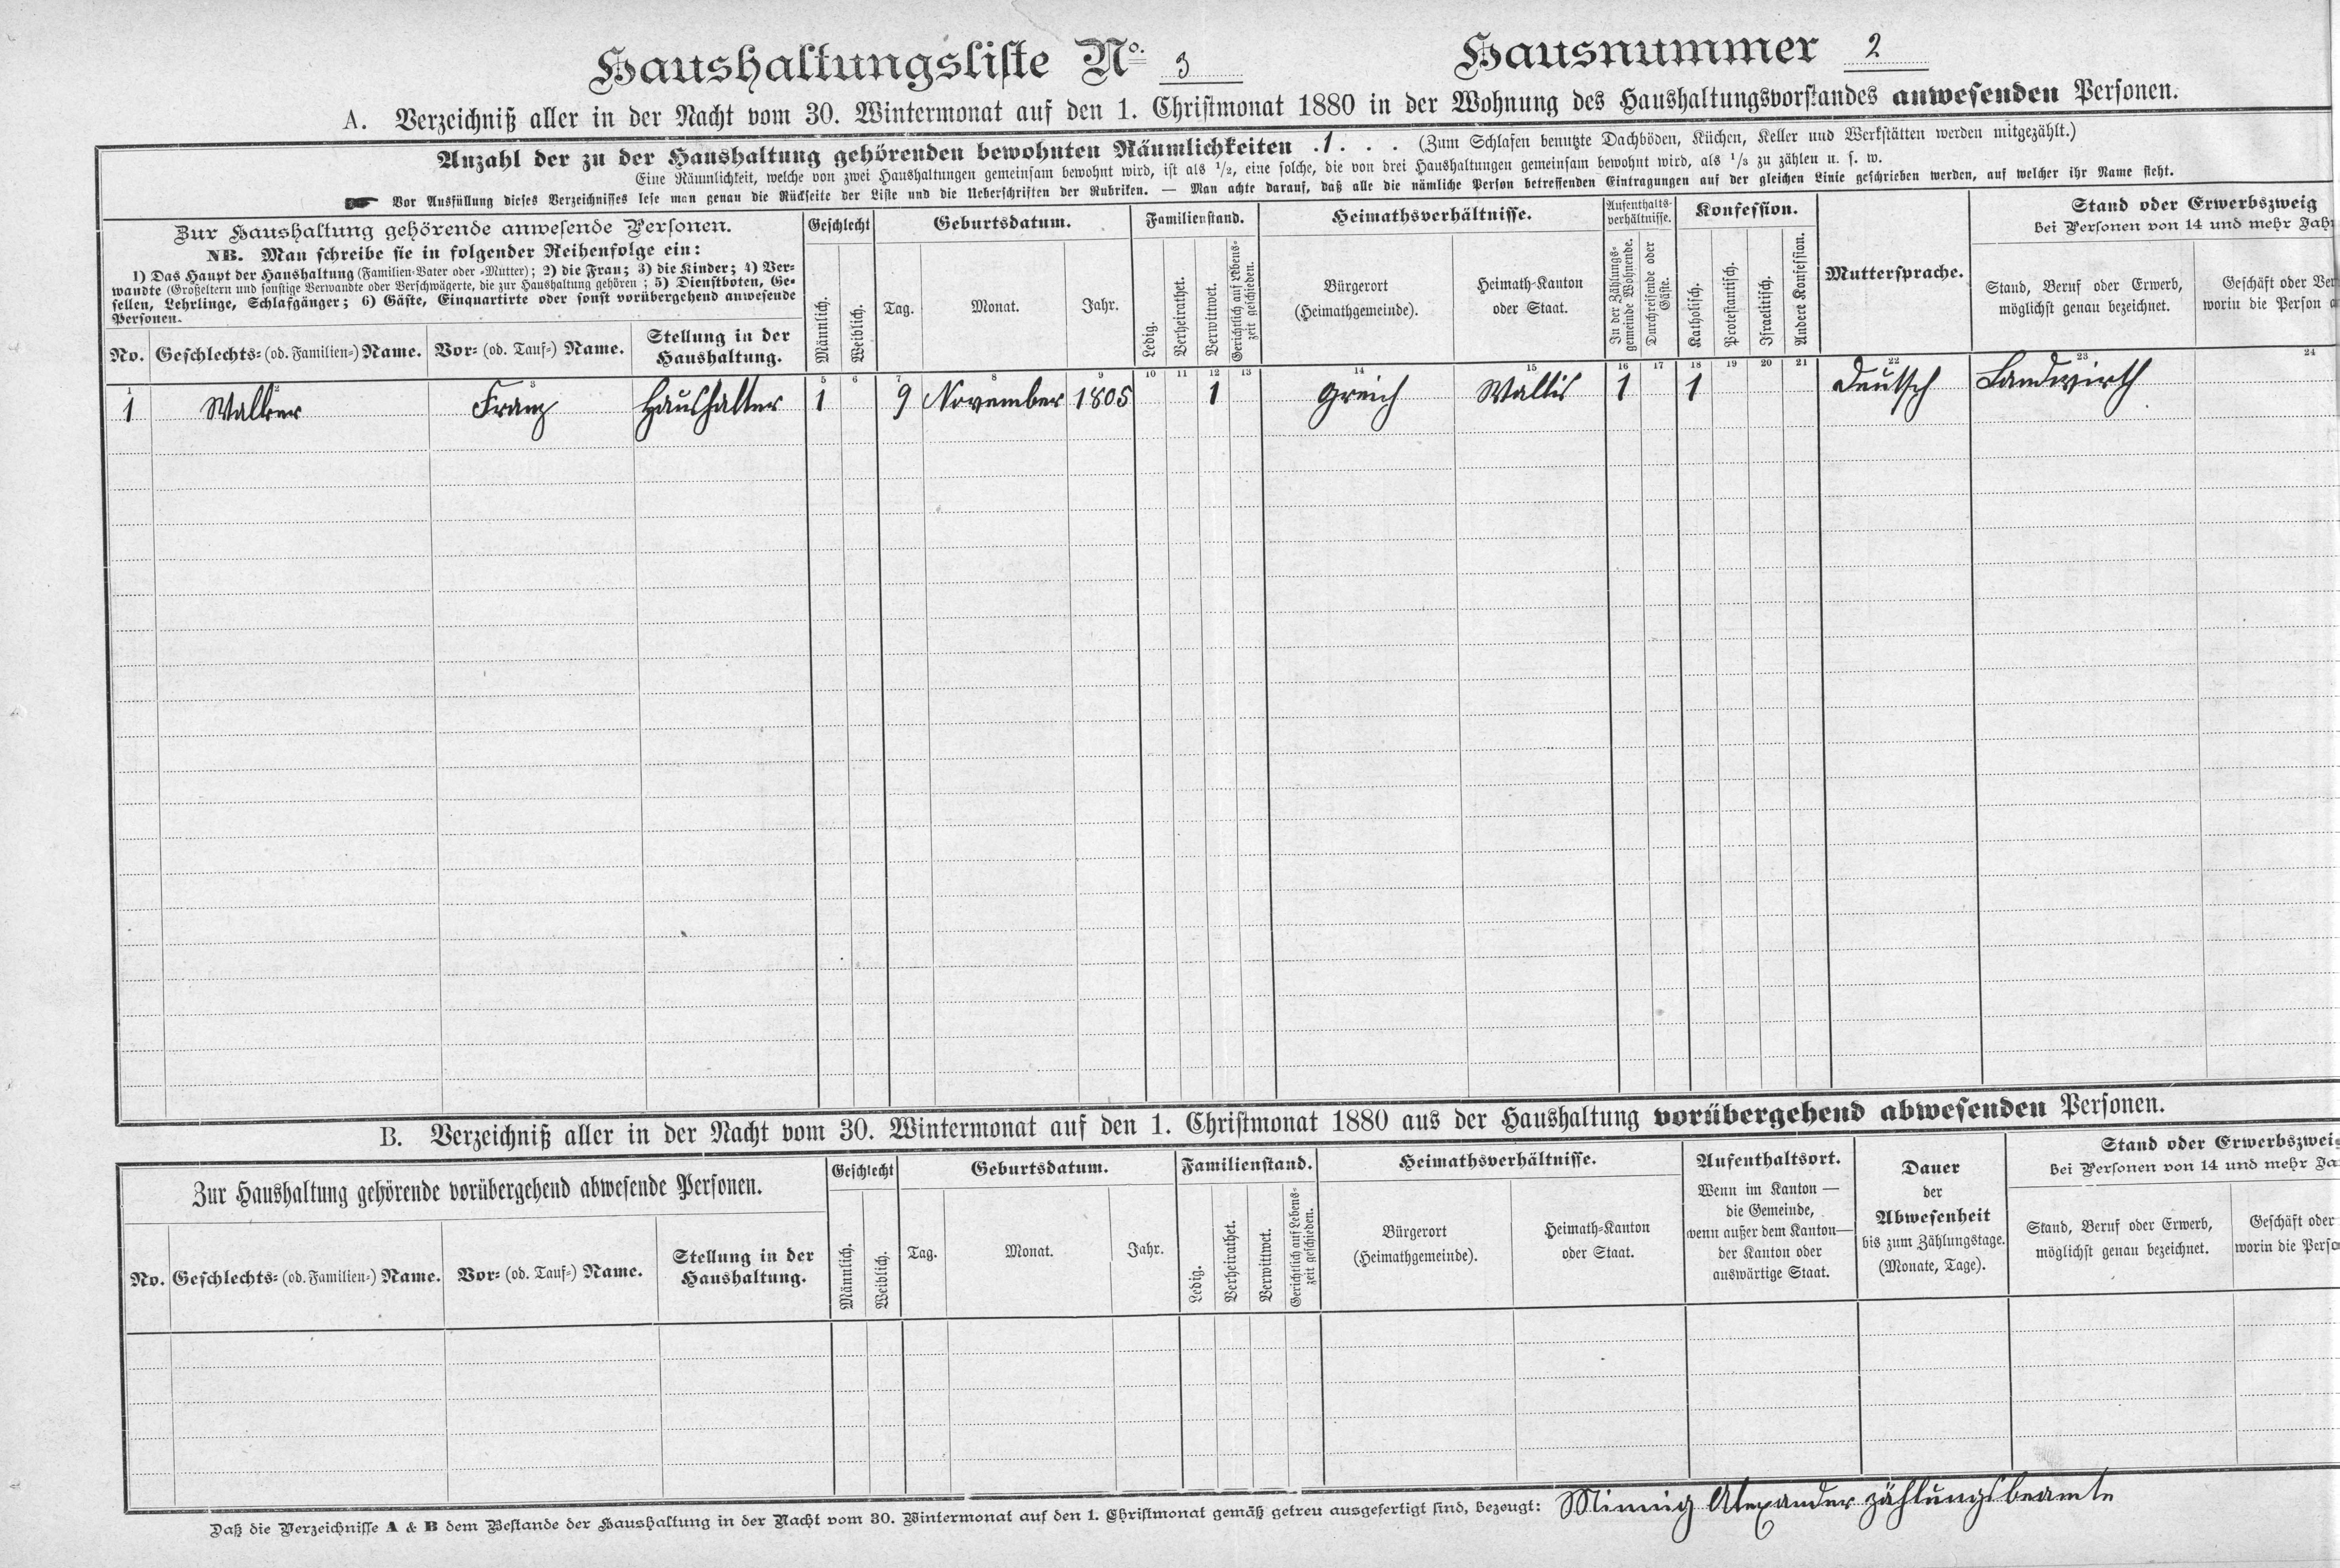 Haushaltungsliste No. 3 Hausnummer 2
A. Verzeichniß aller in der Nacht vom 30. Wintermonat auf den 1. Christmonat 1880 in der Wohnung des Haushaltungsvorstandes anwesenden Personen.
Anzahl der zu der Haushaltung gehörenden bewohnten Räumlichkeiten . 1 . . . (Zum Schlafen benutzte Dachböden, Küchen, Keller und Werkstätten werden mitgezählt.)
Eine Räumlichkeit, welche von zwei Haushaltungen gemeinsam bewohnt wird, ist als 1/2, eine solche, die von drei Haushaltungen gemeinsam bewohnt wird, als 1/3 zu zählen u. s. w.
☛ Vor Ausfüllung dieses Verzeichnisses lese man genau die Rückseite der Liste und die Ueberschriften der Rubriken. — Man achte darauf, daß alle die nämliche Person betreffenden Eintragungen auf der gleichen Linie geschrieben werden, auf welcher ihr Name steht.
Zur Haushaltung gehörende anwesende Personen.
NB. Man schreibe sie in folgender Reihenfolge ein:
1) Das Haupt der Haushaltung (Familien-Vater oder -Mutter); 2) die Frau; 3) die Kinder; 4) Ver-
wandte (Großeltern und sonstige Verwandte oder Verschwägerte, die zur Haushaltung gehören; 5) Dienstboten, Ge-
sellen, Lehrlinge, Schlafgänger; 6) Gäste, Einquartirte oder sonst vorübergehend anwesende
Personen.
No. Geschlechts- (od. Familien-) Name. Vor- (od. Tauf-) Name. Stellung in der
Haushaltung.
Geschlecht
Männlich.
Weiblich.
Geburtsdatum.
Tag. Monat. Jahr.
Familienstand.
Ledig.
Verheirathet.
Verwittwet.
Gerichtlich auf Lebens-
zeit geschieden.
Heimathsverhältnisse.
Bürgerort
(Heimathgemeinde).
Heimath-Kanton
oder Staat.
Aufenthalts-
verhältnisse.
In der Zählungs-
gemeinde Wohnende.
Durchreisende oder
Gäste.
Konfession.
Katholisch.
Protestantisch.
Israelitisch.
Andere Konfession.
Muttersprache.
Stand oder Erwerbszweig
bei Personen von 14 und mehr Jah
Stand, Beruf oder Erwerb,
möglichst genau bezeichnet.
Geschäft oder Ver
worin die Person
1 2 3 5 6 7 8 9 10 11 12 13 14 15 16 17 18 19 20 21 22 23 24
1 Walker Franz Haushalter 1 9 November 1805 1 Greich Wallis 1 1 Deutsch Landwirth
B. Verzeichniß aller in der Nacht vom 30. Wintermonat auf den 1. Christmonat 1880 aus der Haushaltung vorübergehend abwesenden Personen.
Zur Haushaltung gehörende vorübergehend abwesende Personen.
No. Geschlechts- (od. Familien-) Name. Vor- (od. Tauf-) Name. Stellung in der
Haushaltung.
Geschlecht
Männlich.
Weiblich.
Geburtsdatum.
Tag. Monat. Jahr.
Familienstand.
Ledig.
Verheirathet.
Verwittwet.
Gerichtlich auf Lebens-
zeit geschieden.
Heimathsverhältnisse.
Bürgerort
(Heimathgemeinde).
Heimath-Kanton
oder Staat.
Aufenthaltsort.
Wenn im Kanton —
die Gemeinde,
wenn außer dem Kanton—
der Kanton oder
auswärtige Staat.
Dauer
der
Abwesenheit
bis zum Zählungstage.
(Monate, Tage).
Stand oder Erwerbszweig
bei Personen von 14 und mehr Ja
Stand, Beruf oder Erwerb,
möglichst genau bezeichnet.
Geschäft oder
worin die Perso
Daß die Verzeichnisse A & B dem Bestande der Haushaltung in der Nacht vom 30. Wintermonat auf den 1. Christmonat gemäß getreu ausgefertigt sind, bezeugt: Minnig Alexander zählungsbeamte